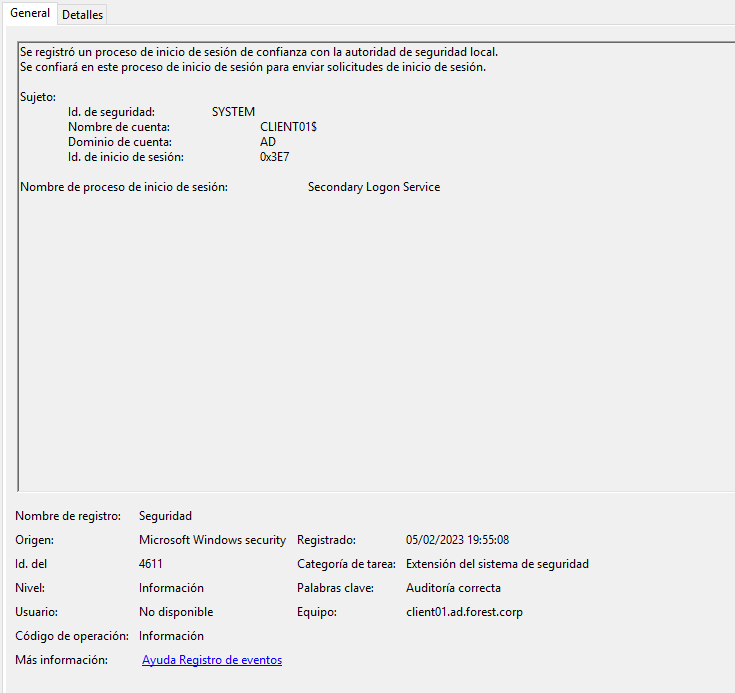 General
Detalles
Se registró un proceso de inicio de sesión de confianza con la autoridad de seguridad local.
Se confiará en este proceso de inicio de sesión para enviar solicitudes de inicio de sesión.
Sujeto:
Id. de seguridad: SYSTEM
Nombre de cuenta: CLIENT01$
Dominio de cuenta: AD
Id. de inicio de sesión: 0x3E7
Nombre de proceso de inicio de sesión: Secondary Logon Service
Nombre de registro: Seguridad
Origen: Microsoft Windows security Registrado: 05/02/2023 19:55:08
Id. del 4611 Categoría de tarea: Extensión del sistema de seguridad
Nivel: Información Palabras clave: Auditoría correcta
Usuario: No disponible Equipo: client01.ad.forest.corp
Código de operación: Información
Más información: Ayuda Registro de eventos